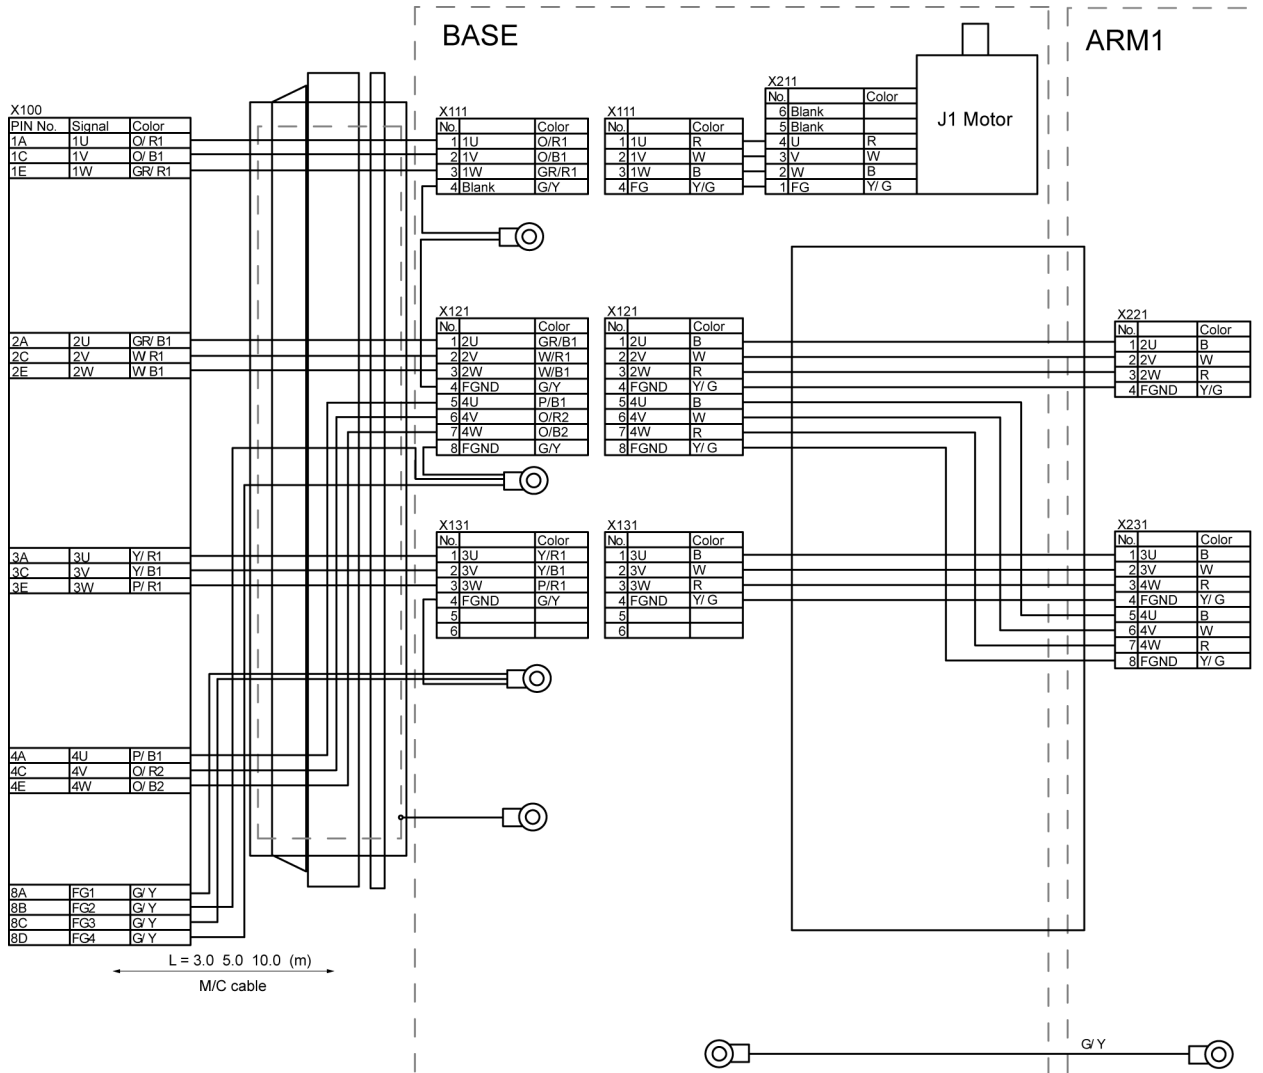 BASE
ARM1
X100
PIN No. Signal Color
1A 1U O/ R1
1C 1V O/ B1
1E 1W GR/ R1
2A 2U GR/ B1
2C 2V W/ R1
2E 2W W/ B1
3A 3U Y/ R1
3C 3V Y/ B1
3E 3W P/ R1
4A 4U P/ B1
4C 4V O/ R2
4E 4W O/ B2
8A FG1 G/ Y
8B FG2 G/ Y
8C FG3 G/ Y
8D FG4 G/ Y
L = 3.0 5.0 10.0 (m)
M/C cable
X111
No. Color
1 1U O/R1
2 1V O/B1
3 1W GR/R1
4 Blank G/Y
X111
No. Color
1 1U R
2 1V W
3 1W B
4 FG Y/G
X211
No. Color
6 Blank
5 Blank
4 U R
3 V W
2 W B
1 FG Y/ G
J1 Motor
X121
No. Color
1 2U GR/B1
2 2V W/R1
3 2W W/B1
4 FGND G/Y
5 4U P/B1
6 4V O/R2
7 4W O/B2
8 FGND G/Y
X121
No. Color
1 2U B
2 2V W
3 2W R
4 FGND Y/ G
5 4U B
6 4V W
7 4W R
8 FGND Y/ G
X221
No. Color
1 2U B
2 2V W
3 2W R
4 FGND Y/G
X131
No. Color
1 3U Y/R1
2 3V Y/B1
3 3W P/R1
4 FGND G/Y
5
6
X131
No. Color
1 3U B
2 3V W
3 3W R
4 FGND Y/ G
5
6
X231
No. Color
1 3U B
2 3V W
3 4W R
4 FGND Y/ G
5 4U B
6 4V W
7 4W R
8 FGND Y/ G
G/ Y